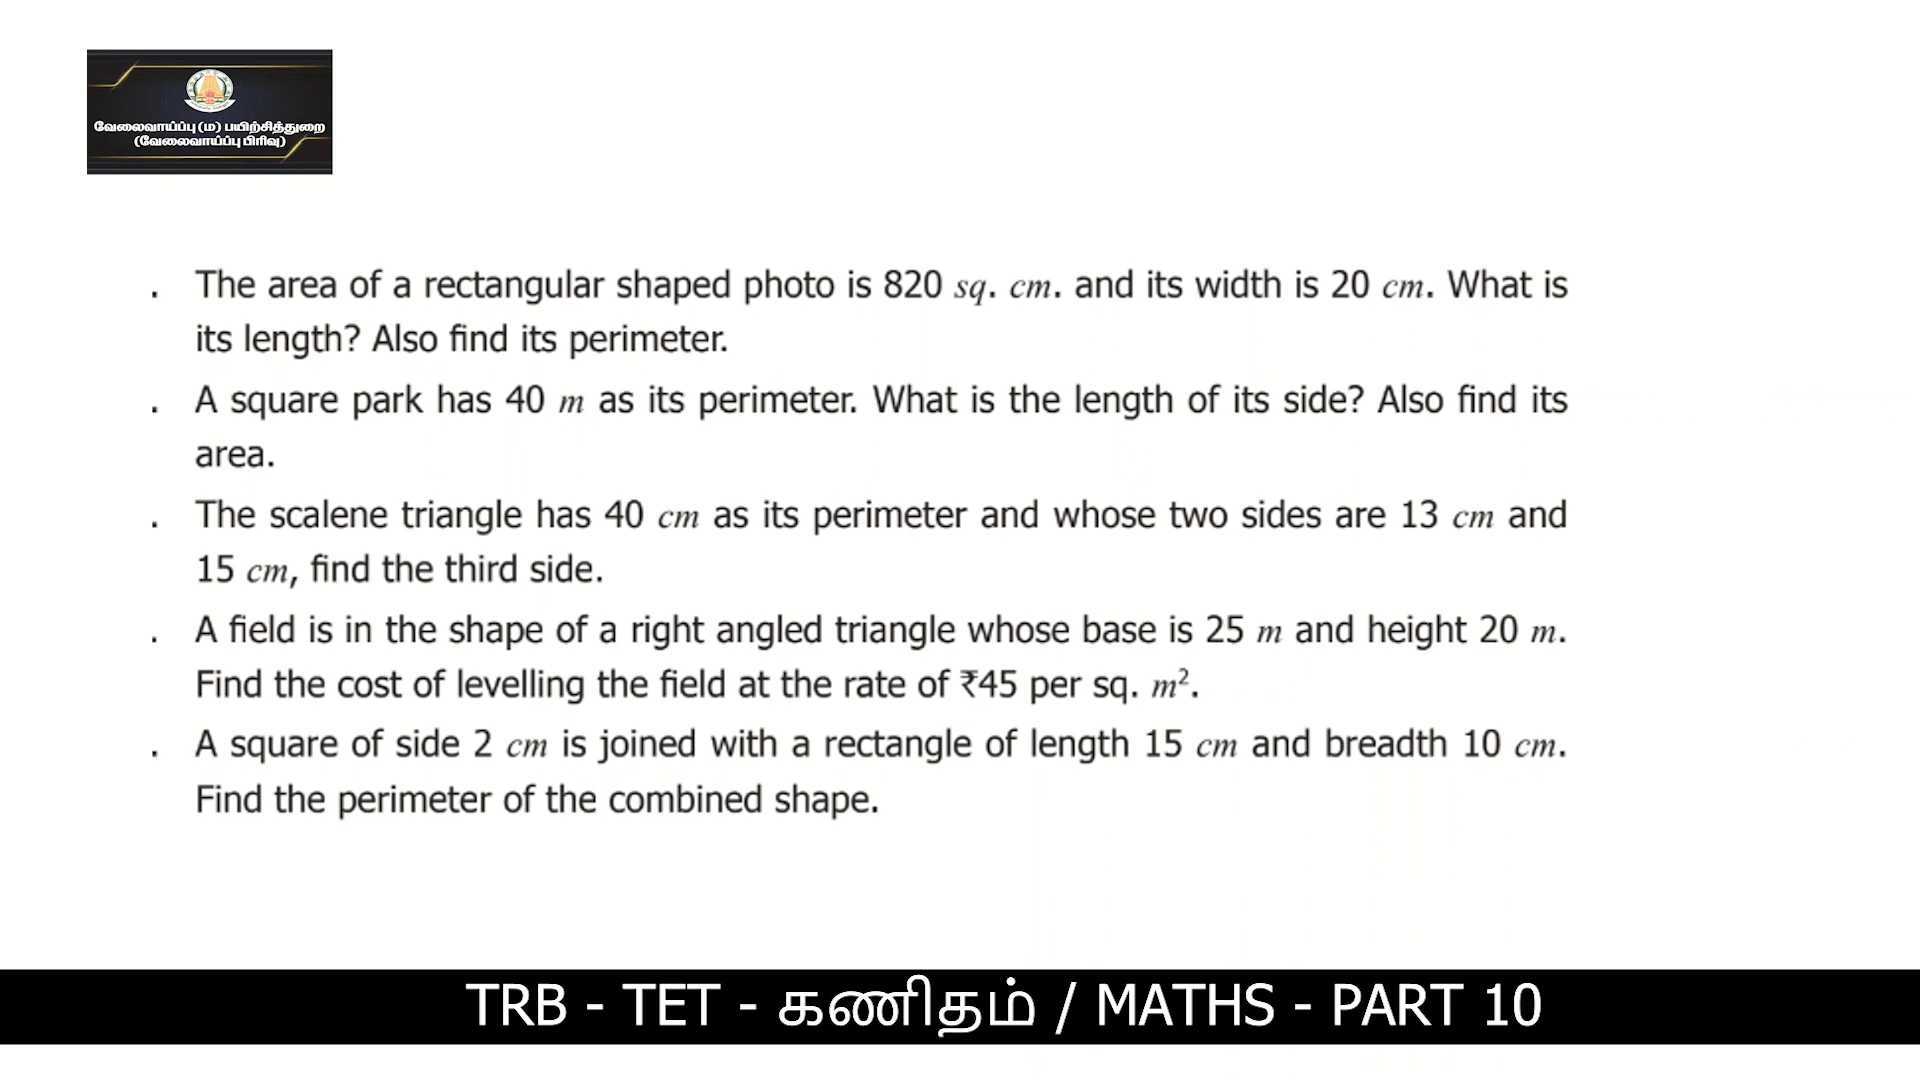 வேலைவாய்ப்பு (ம) பயிற்சித்துறை
(வேலைவாய்ப்பு பிரிவு)
. The area of a rectangular shaped photo is 820 sq. cm. and its width is 20 cm. What is
its length? Also find its perimeter.
. A square park has 40 m as its perimeter. What is the length of its side? Also find its
area.
. The scalene triangle has 40 cm as its perimeter and whose two sides are 13 cm and
15 cm, find the third side.
. A field is in the shape of a right angled triangle whose base is 25 m and height 20 m.
Find the cost of levelling the field at the rate of ₹45 per sq. m².
. A square of side 2 cm is joined with a rectangle of length 15 cm and breadth 10 cm.
Find the perimeter of the combined shape.
TRB - TET - கணிதம் / MATHS - PART 10